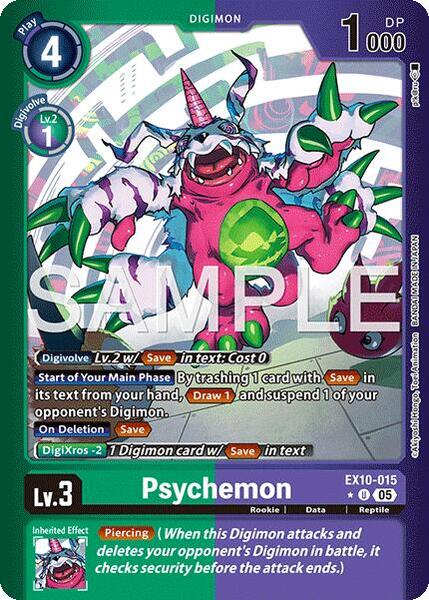 DIGIMON
Play
4
1000
DP
Digivolve
Lv.2
1
SAMPLE
Digivolve Lv.2 w/ Save in text: Cost 0
Start of Your Main Phase By trashing 1 card with Save in
its text from your hand, Draw 1 and suspend 1 of your
opponent's Digimon.
On Deletion Save
DigiXros -2 1 Digimon card w/ Save in text
©Akiyoshi Hongo, Toei Animation BANDAI MADE IN JAPAN
Lv.3
Psychemon
EX10-015
U 05
Rookie | Data | Reptile
Inherited Effect
Piercing (When this Digimon attacks and
deletes your opponent's Digimon in battle, it
checks security before the attack ends.)